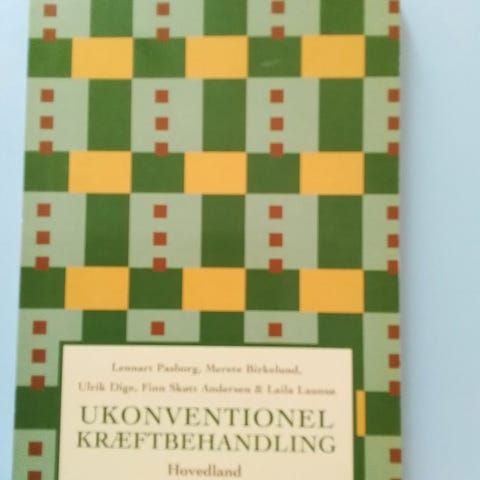 Lennart Pasborg, Merete Birkelund,
Ulrik Dige, Finn Skøtt Andersen & Laila Launsø
UKONVENTIONEL
KRÆFTBEHANDLING
Hovedland